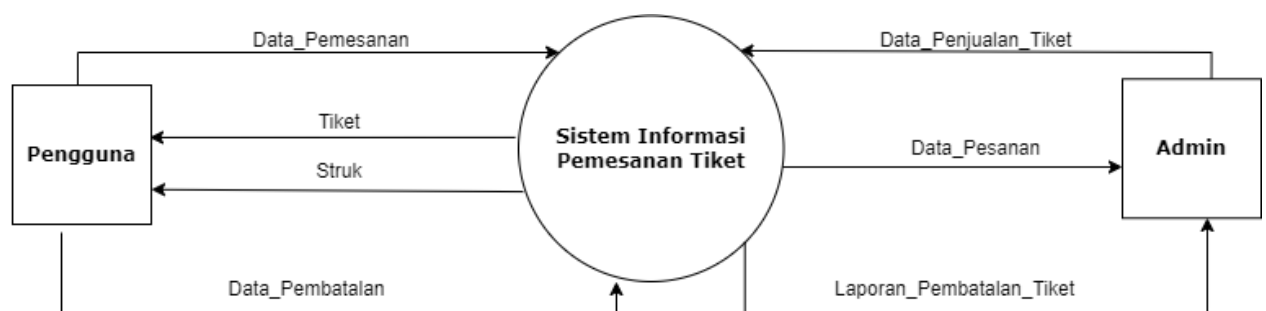 Data_Pemesanan
Data_Penjualan_Tiket
Tiket
Pengguna
Sistem Informasi
Pemesanan Tiket
Data_Pesanan
Admin
Struk
Data_Pembatalan
Laporan_Pembatalan_Tiket